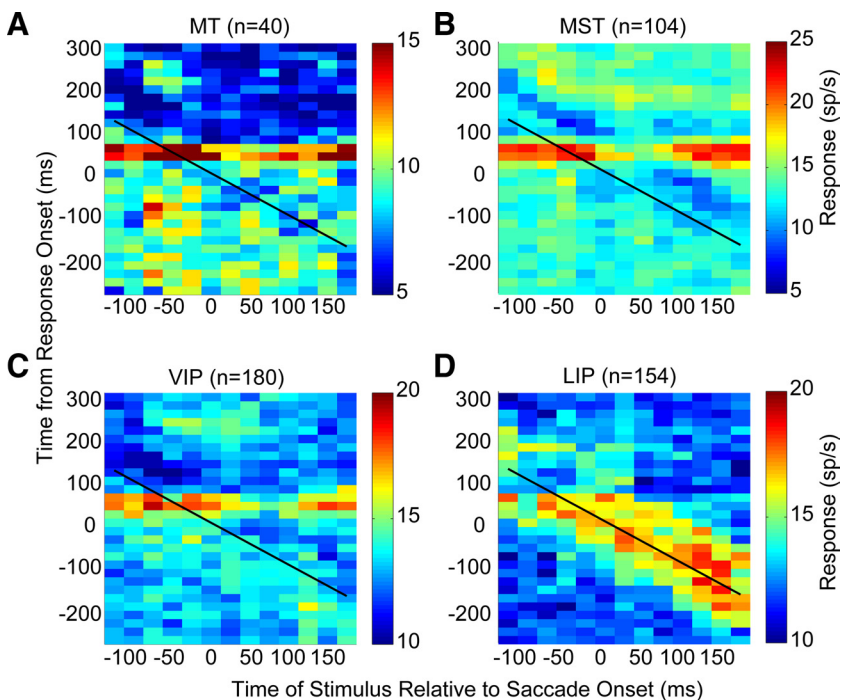 A
MT (n=40)
300
200
100
0
-100
-200
-100 -50 0 50 100 150
15
10
5
B
MST (n=104)
300
200
100
0
-100
-200
-100 -50 0 50 100 150
25
20
15
10
5
Response (sp/s)
C
VIP (n=180)
300
200
100
0
-100
-200
-100 -50 0 50 100 150
20
15
10
D
LIP (n=154)
300
200
100
0
-100
-200
-100 -50 0 50 100 150
20
15
10
Response (sp/s)
Time from Response Onset (ms)
Time of Stimulus Relative to Saccade Onset (ms)